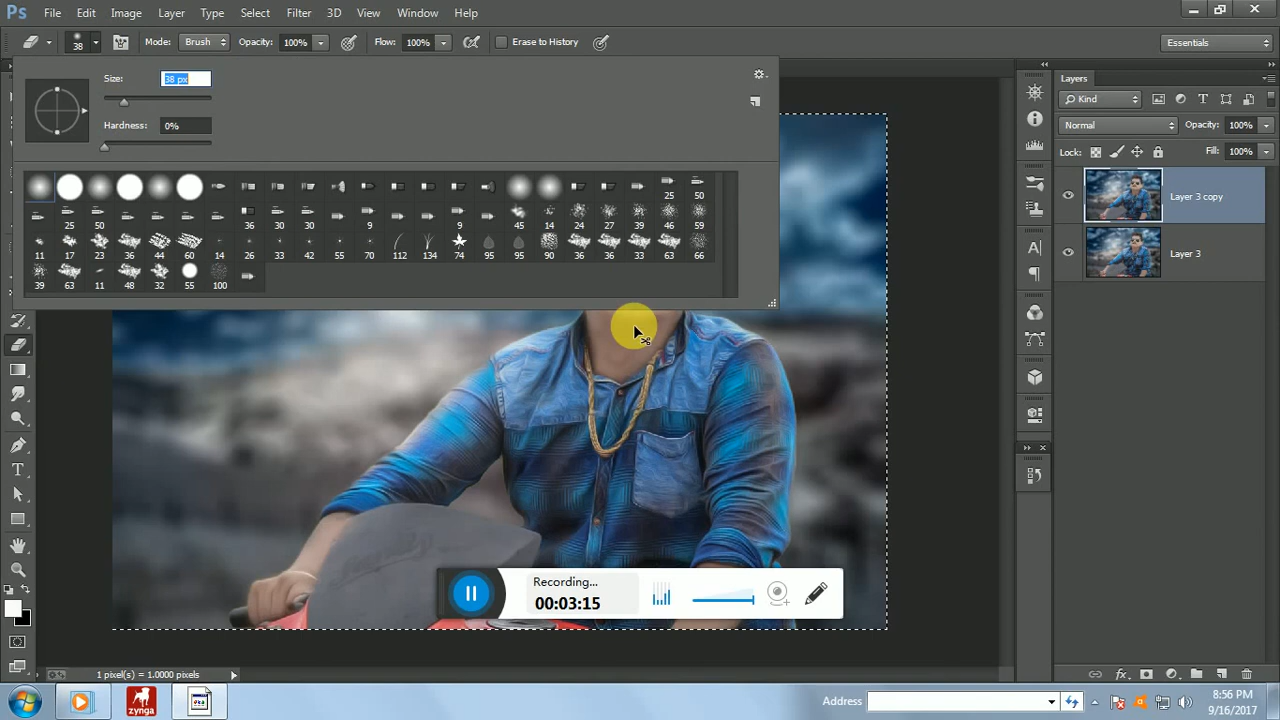 Ps File Edit Image Layer Type Select Filter 3D View Window Help
38 Mode: Brush Opacity: 100% Flow: 100% Erase to History Essentials
Size: 38 px
Hardness: 0%
25 50
25 50 36 30 9 9 45 14 24 27 39 46 59
11 17 23 36 44 60 14 26 33 42 55 70 112 134 74 95 95 90 36 36 33 63 66
39 63 11 48 32 55 100
Layers
Kind
Normal Opacity: 100%
Lock: Fill: 100%
Layer 3 copy
Layer 3
Recording...
00:03:15
1 pixel(s) = 1.0000 pixels
zynga
Address
8:56 PM
9/16/2017